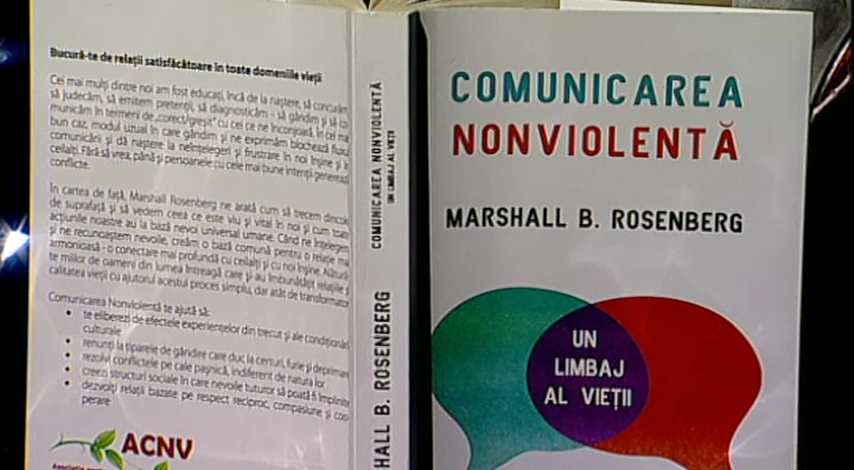 Bucură-te de relații satisfăcătoare în toate domeniile vieții
Cei mai mulți dintre noi am fost educați, încă de la naștere, să concurăm,
să judecăm, să emitem pretenții, să diagnosticăm - să gândim și să co-
municăm în termeni de „corect/greșit" cu cei ce ne înconjoară. În cel mai
bun caz, modul uzual în care gândim și ne exprimăm blochează fluxul
comunicării și dă naștere la neînțelegeri și frustrare în noi înșine și în
ceilalți. Fără să vrea, până și persoanele cu cele mai bune intenții generează
conflicte.
În cartea de față, Marshall Rosenberg ne arată cum să trecem dincolo
de suprafață și să vedem ceea ce este viu și vital în noi și cum toate
acțiunile noastre au la bază nevoi universal umane. Când ne înțelegem
și ne recunoaștem nevoile, creăm o bază comună pentru o relație mai
armonioasă - o conectare mai profundă cu ceilalți și cu noi înșine. Alătură-
te miilor de oameni din lumea întreagă care și-au îmbunătățit relațiile și
calitatea vieții cu ajutorul acestui proces simplu, dar atât de transformator
Comunicarea Nonviolentă te ajută să:
• te eliberezi de efectele experiențelor din trecut și ale condiționării
culturale
• renunți la tiparele de gândire care duc la certuri, furie și deprimare
• rezolvi conflictele pe cale pașnică, indiferent de natura lor
• creezi structuri sociale în care nevoile tuturor să poată fi împlinite
• dezvolți relații bazate pe respect reciproc, compasiune și coo-
perare
ACNV
Asociația
COMUNICAREA NONVIOLENTĂ
UN LIMBAJ AL VIEȚII
HALL B. ROSENBERG
COMUNICAREA
NONVIOLENTĂ
MARSHALL B. ROSENBERG
UN
LIMBAJ
AL VIEȚII